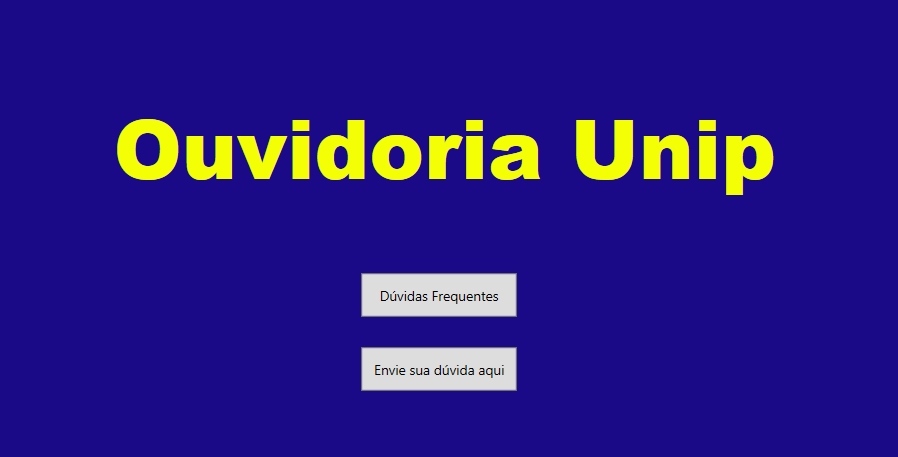 Ouvidoria Unip
Dúvidas Frequentes
Envie sua dúvida aqui